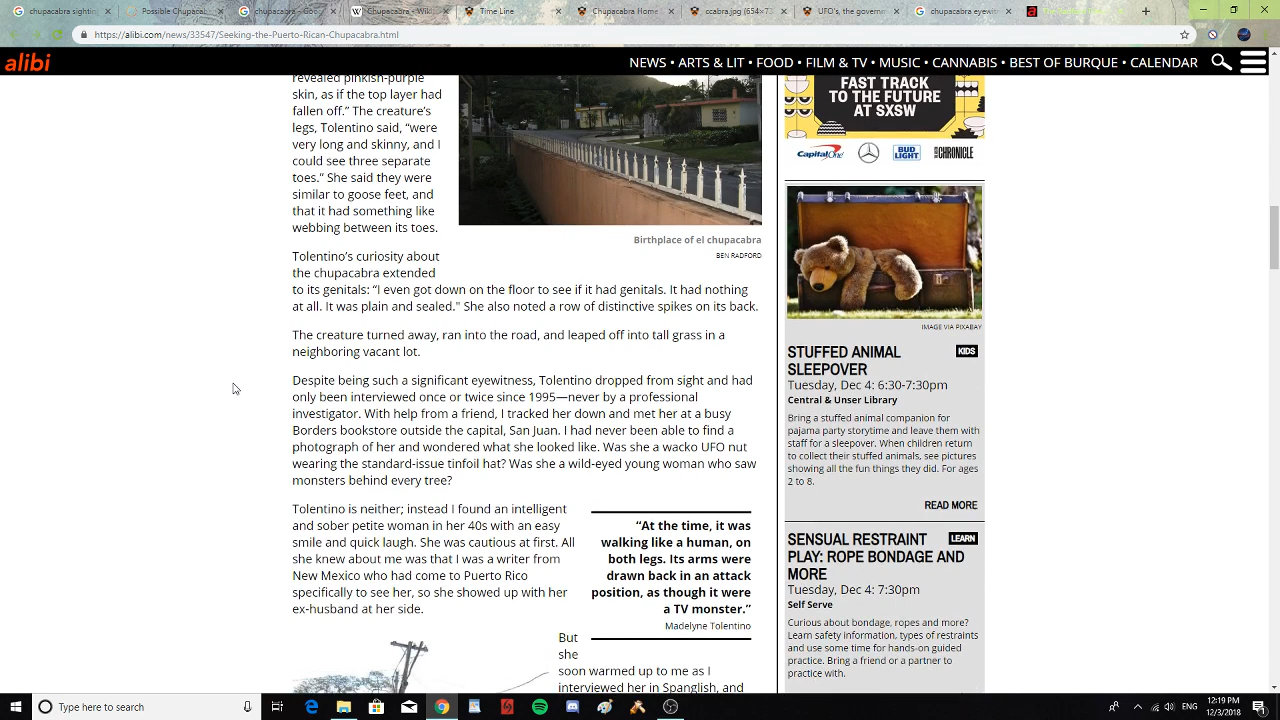 chupacabra sighting
Possible Chupacab
chupacabra - Goo
Chupacabra - Wiki
Time Line
Chupacabra Home
ccabra.jpg (654×73
UFO's, the governm
chupacabra eyewit
https://alibi.com/news/33547/Seeking-the-Puerto-Rican-Chupacabra.html
alibi
NEWS • ARTS & LIT • FOOD • FILM & TV • MUSIC • CANNABIS • BEST OF BURQUE • CALENDAR
revealed pinkish-purple
skin, as if the top layer had
fallen off.” The creature’s
legs, Tolentino said, “were
very long and skinny, and I
could see three separate
toes.” She said they were
similar to goose feet, and
that it had something like
webbing between its toes.
Birthplace of el chupacabra
BEN RADFORD
Tolentino’s curiosity about
the chupacabra extended
to its genitals: “I even got down on the floor to see if it had genitals. It had nothing
at all. It was plain and sealed." She also noted a row of distinctive spikes on its back.
The creature turned away, ran into the road, and leaped off into tall grass in a
neighboring vacant lot.
Despite being such a significant eyewitness, Tolentino dropped from sight and had
only been interviewed once or twice since 1995—never by a professional
investigator. With help from a friend, I tracked her down and met her at a busy
Borders bookstore outside the capital, San Juan. I had never been able to find a
photograph of her and wondered what she looked like. Was she a wacko UFO nut
wearing the standard-issue tinfoil hat? Was she a wild-eyed young woman who saw
monsters behind every tree?
Tolentino is neither; instead I found an intelligent
and sober petite woman in her 40s with an easy
smile and quick laugh. She was cautious at first. All
she knew about me was that I was a writer from
New Mexico who had come to Puerto Rico
specifically to see her, so she showed up with her
ex-husband at her side.
“At the time, it was
walking like a human, on
both legs. Its arms were
drawn back in an attack
position, as though it were
a TV monster.”
Madelyne Tolentino
But
she
soon warmed up to me as I
interviewed her in Spanglish, and
FAST TRACK
TO THE FUTURE
AT SXSW
Capital One
BUD
LIGHT
CHRONICLE
IMAGE VIA PIXABAY
STUFFED ANIMAL
SLEEPOVER
KIDS
Tuesday, Dec 4: 6:30-7:30pm
Central & Unser Library
Bring a stuffed animal companion for
pajama party storytime and leave them with
staff for a sleepover. When children return
to collect their stuffed animals, see pictures
showing all the fun things they did. For ages
2 to 8.
READ MORE
SENSUAL RESTRAINT
PLAY: ROPE BONDAGE AND
MORE
LEARN
Tuesday, Dec 4: 7:30pm
Self Serve
Curious about bondage, ropes and more?
Learn safety information, types of restraints
and use some time for hands-on guided
practice. Bring a friend or a partner to
practice with.
Type here to search
ENG
12:19 PM
12/3/2018